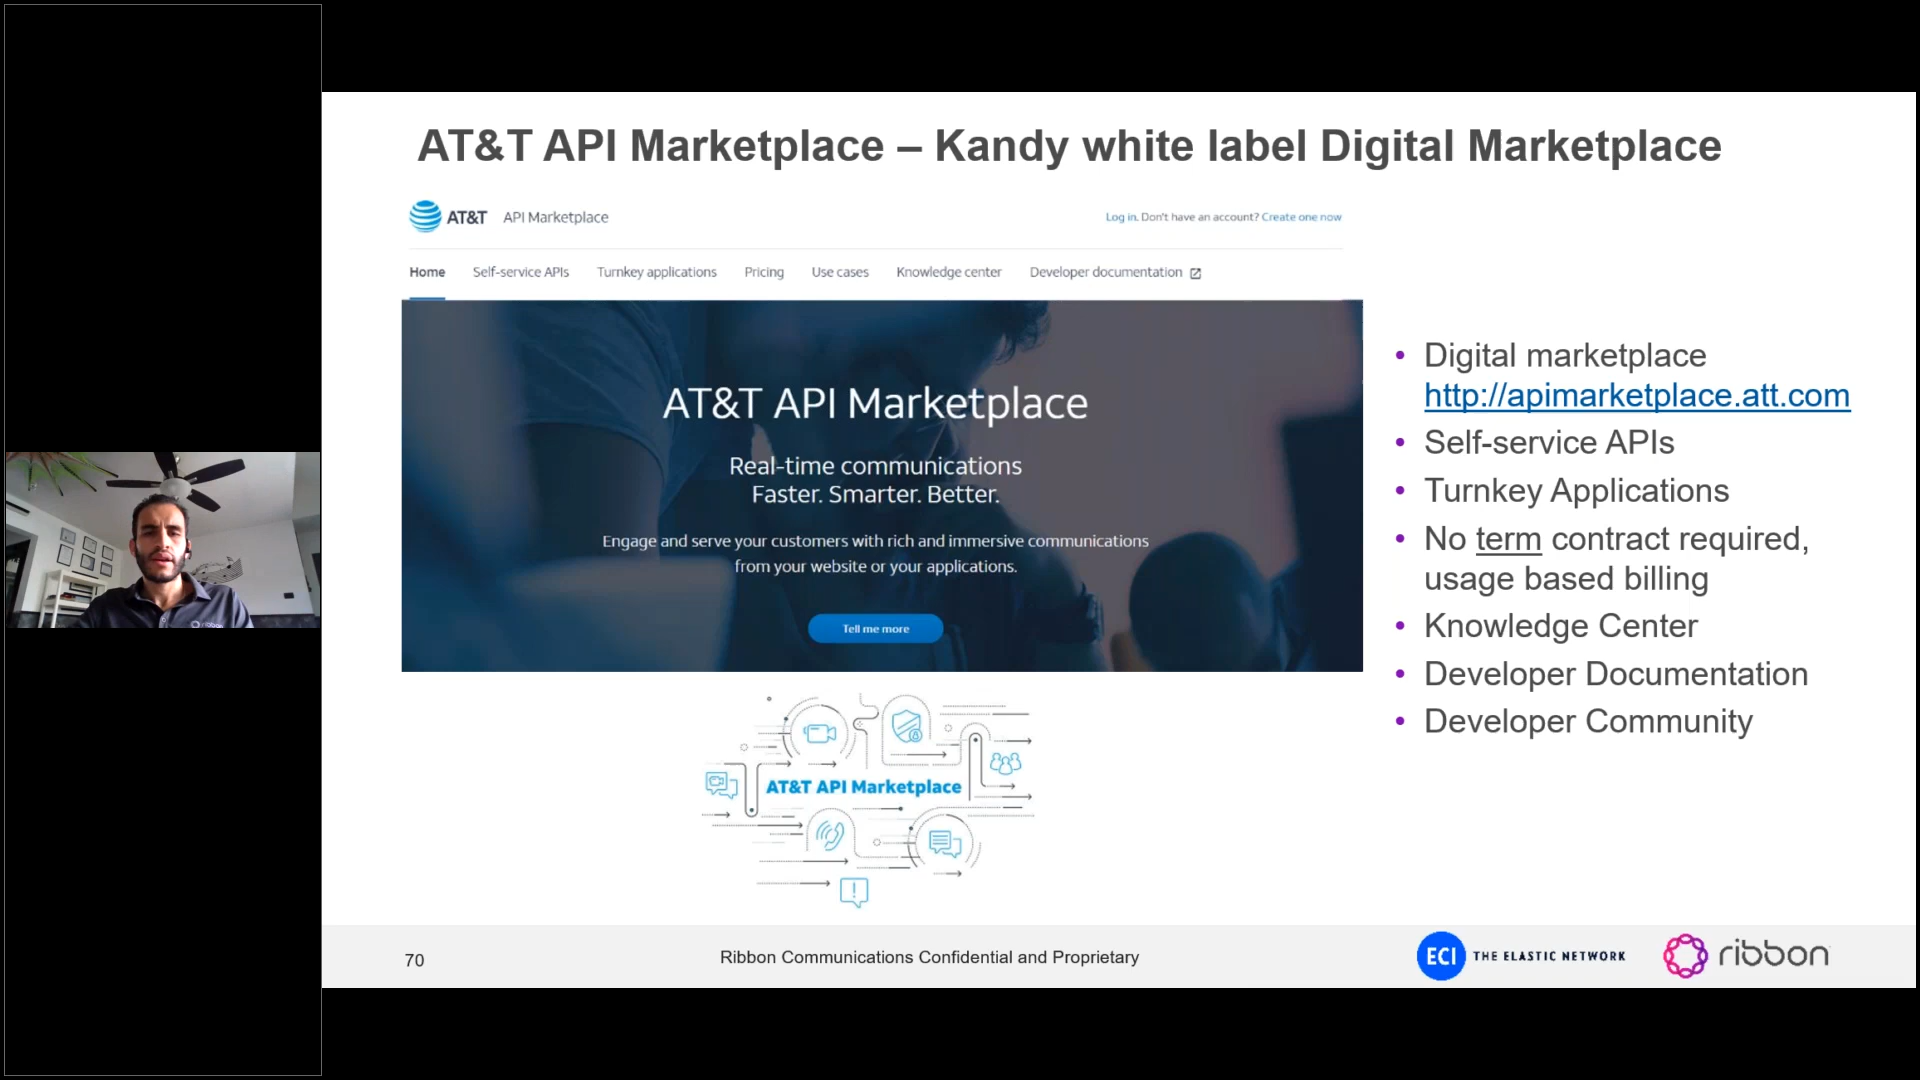 AT&T API Marketplace – Kandy white label Digital Marketplace
AT&T API Marketplace
Log in. Don't have an account? Create one now
Home Self-service APIs Turnkey applications Pricing Use cases Knowledge center Developer documentation
AT&T API Marketplace
Real-time communications
Faster. Smarter. Better.
Engage and serve your customers with rich and immersive communications
from your website or your applications.
Tell me more
• Digital marketplace
http://apimarketplace.att.com
• Self-service APIs
• Turnkey Applications
• No term contract required,
usage based billing
• Knowledge Center
• Developer Documentation
• Developer Community
AT&T API Marketplace
ribbon
70
Ribbon Communications Confidential and Proprietary
ECI THE ELASTIC NETWORK
ribbon